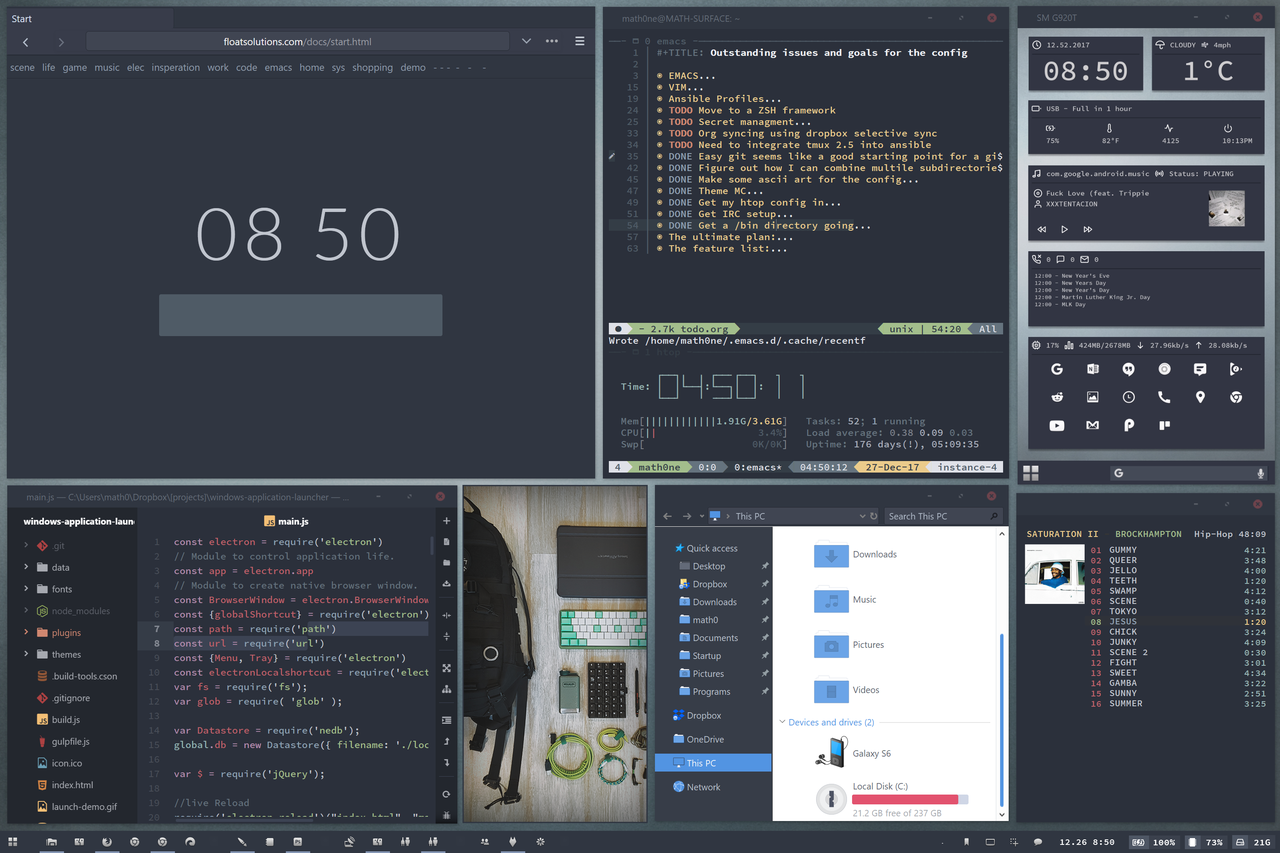 Start
floatsolutions.com/docs/start.html
scene life game music elec insperation work code emacs home sys shopping demo - - - - - -
08 50
math0ne@MATH-SURFACE: ~
0 emacs
1 #+TITLE: Outstanding issues and goals for the config
2
3 EMACS...
15 VIM...
19 Ansible Profiles...
24 TODO Move to a ZSH framework
25 TODO Secret managment...
33 TODO Org syncing using dropbox selective sync
34 TODO Need to integrate tmux 2.5 into ansible
35 DONE Easy git seems like a good starting point for a gi$
42 DONE Figure out how I can combine multile subdirectorie$
45 DONE Make some ascii art for the config...
47 DONE Theme MC...
49 DONE Get my htop config in...
51 DONE Get IRC setup...
54 DONE Get a /bin directory going...
57 The ultimate plan:...
63 The feature list:...
- 2.7k todo.org unix | 54:20 All
Wrote /home/math0ne/.emacs.d/.cache/recentf
1 htop
Time: 04:50:11
Mem[||||||||||||1.91G/3.61G] Tasks: 52; 1 running
CPU[|| 3.4%] Load average: 0.38 0.09 0.03
Swp[ 0K/0K] Uptime: 176 days(!), 05:09:35
4 math0ne 0:0 0:emacs* 04:50:12 27-Dec-17 instance-4
SM G920T
12.52.2017
08:50
CLOUDY 4mph
1°C
USB - Full in 1 hour
75% 82°F 4125 10:13PM
com.google.android.music Status: PLAYING
Fuck Love (feat. Trippie
XXXTENTACION
0 0 0
12:00 - New Year's Eve
12:00 - New Years Day
12:00 - New Year's Day
12:00 - Martin Luther King Jr. Day
12:00 - MLK Day
17% 424MB/2678MB 27.96kb/s 28.08kb/s
main.js — C:\Users\math0\Dropbox\[projects]\windows-application-launcher — ...
windows-application-laun
.git
data
fonts
node_modules
plugins
themes
.build-tools.cson
.gitignore
build.js
gulpfile.js
icon.ico
index.html
launch-demo.gif
JS main.js
1 const electron = require('electron')
2 // Module to control application life.
3 const app = electron.app
4 // Module to create native browser window.
5 const BrowserWindow = electron.BrowserWindow
6 const {globalShortcut} = require('electron')
7 const path = require('path')
8 const url = require('url')
9 const {Menu, Tray} = require('electron')
10 const electronLocalshortcut = require('elect
11 var fs = require('fs');
12 var glob = require( 'glob' );
13
14 var Datastore = require('nedb');
15 global.db = new Datastore({ filename: './loc
16
17 var $ = require('jQuery');
18
19 //live Reload
20 require('electron-reload')("index.html", "me
This PC
Search This PC
Quick access
Desktop
Dropbox
Downloads
math0
Documents
Startup
Pictures
Programs
Dropbox
OneDrive
This PC
Network
Downloads
Music
Pictures
Videos
Devices and drives (2)
Galaxy S6
Local Disk (C:)
21.2 GB free of 237 GB
SATURATION II BROCKHAMPTON Hip-Hop 48:09
01 GUMMY 4:21
02 QUEER 3:48
03 JELLO 4:00
04 TEETH 1:20
05 SWAMP 4:12
06 SCENE 0:40
07 TOKYO 3:12
08 JESUS 1:20
09 CHICK 3:24
10 JUNKY 4:09
11 SCENE 2 0:30
12 FIGHT 3:01
13 SWEET 4:34
14 GAMBA 3:22
15 SUNNY 2:51
16 SUMMER 3:25
12.26 8:50 100% 73% 21G